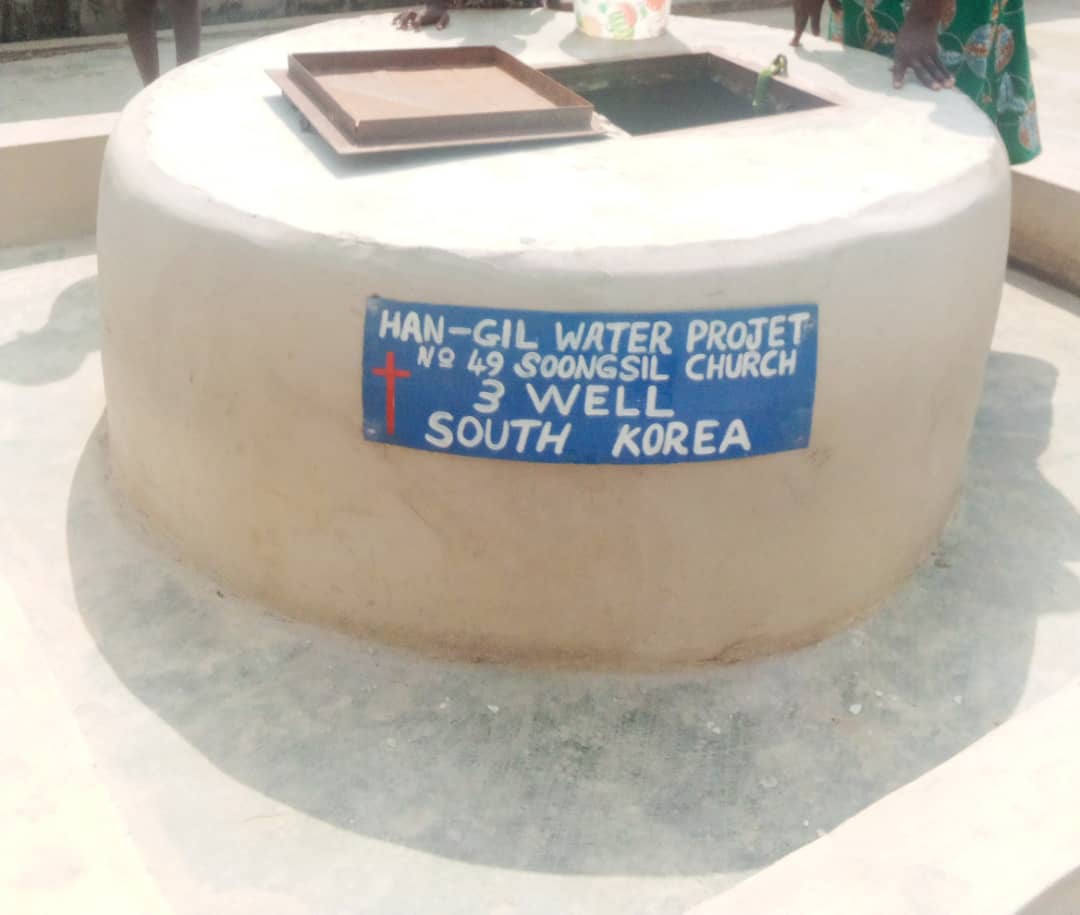 HAN-GIL WATER PROJET
Nº 49 SOONGSIL CHURCH
3 WELL
SOUTH KOREA